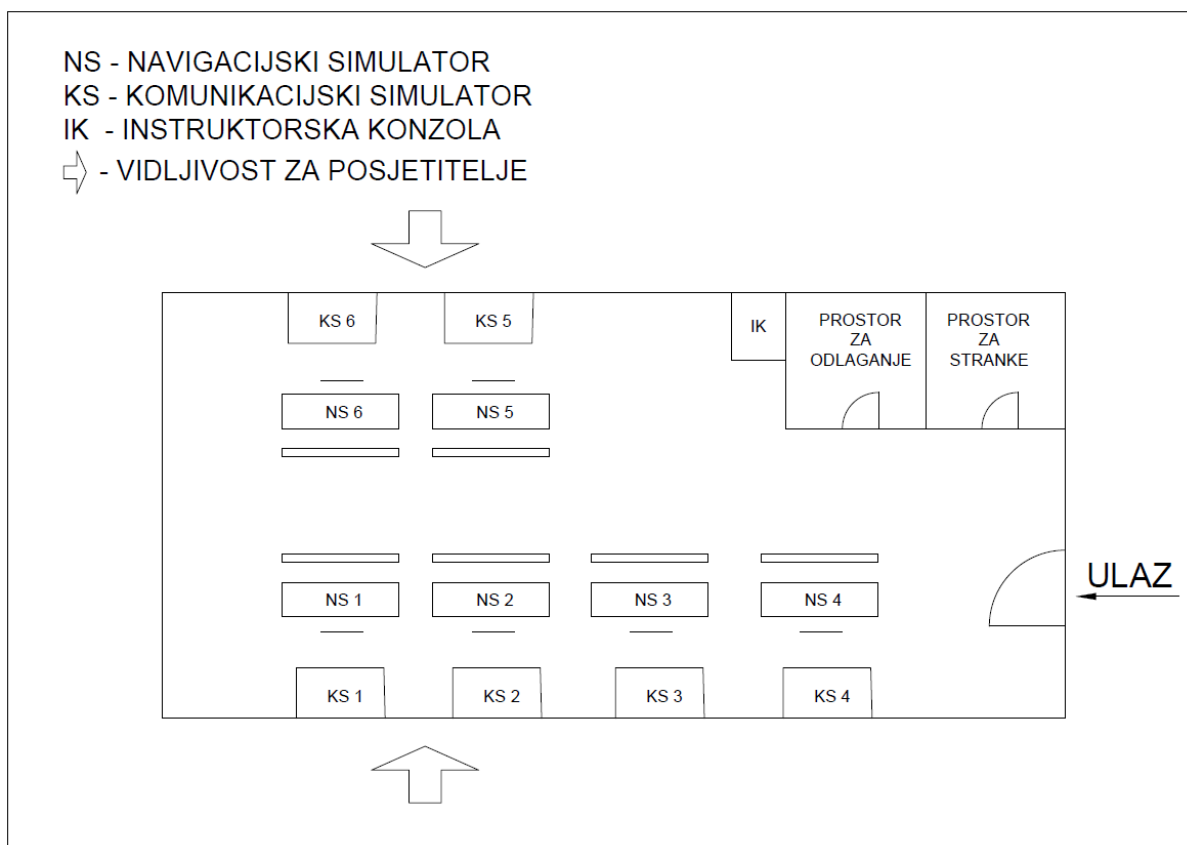 NS - NAVIGACIJSKI SIMULATOR
KS - KOMUNIKACIJSKI SIMULATOR
IK - INSTRUKTORSKA KONZOLA
- VIDLJIVOST ZA POSJETITELJE
KS 6
KS 5
IK
PROSTOR
ZA
ODLAGANJE
PROSTOR
ZA
STRANKE
NS 6
NS 5
NS 1
NS 2
NS 3
NS 4
ULAZ
KS 1
KS 2
KS 3
KS 4